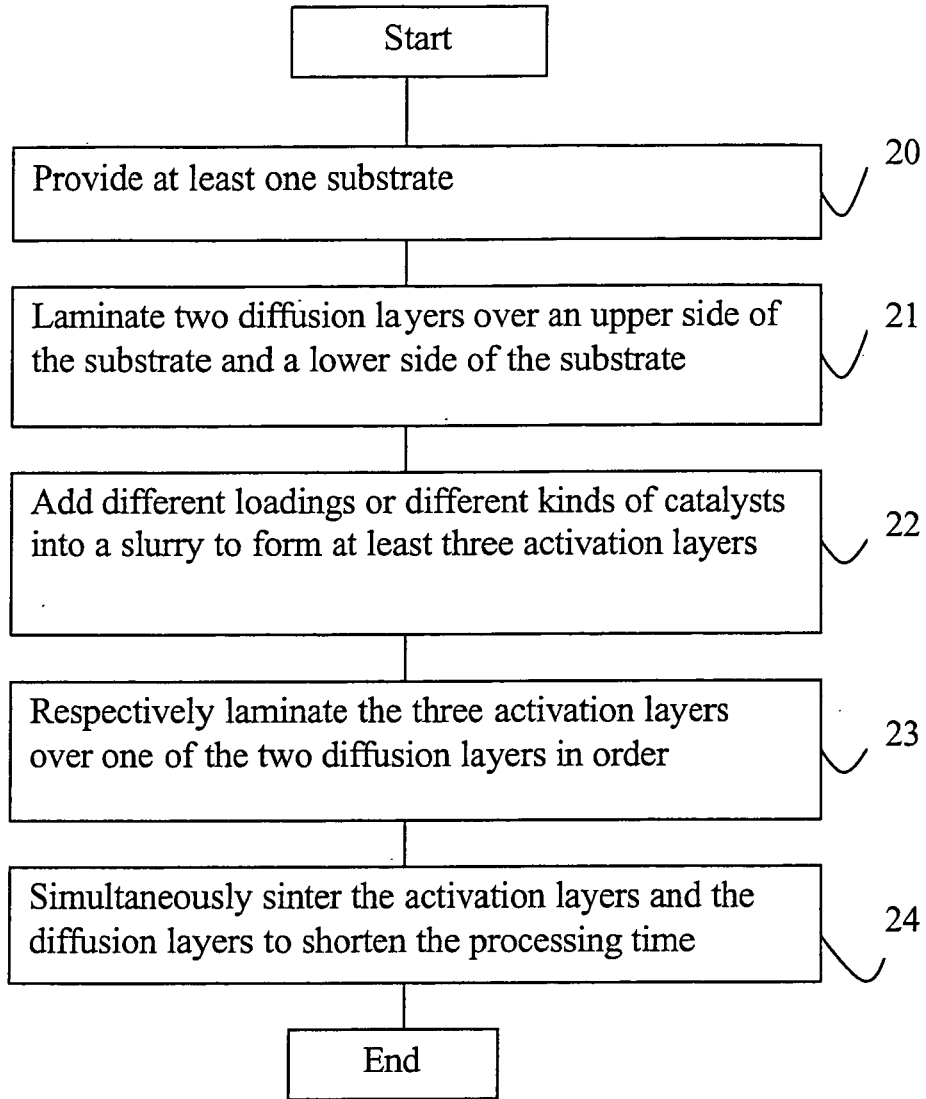 Start
20
Provide at least one substrate
Laminate two diffusion layers over an upper side of
the substrate and a lower side of the substrate
21
Add different loadings or different kinds of catalysts
into a slurry to form at least three activation layers
22
Respectively laminate the three activation layers
over one of the two diffusion layers in order
23
Simultaneously sinter the activation layers and the
diffusion layers to shorten the processing time
24
End